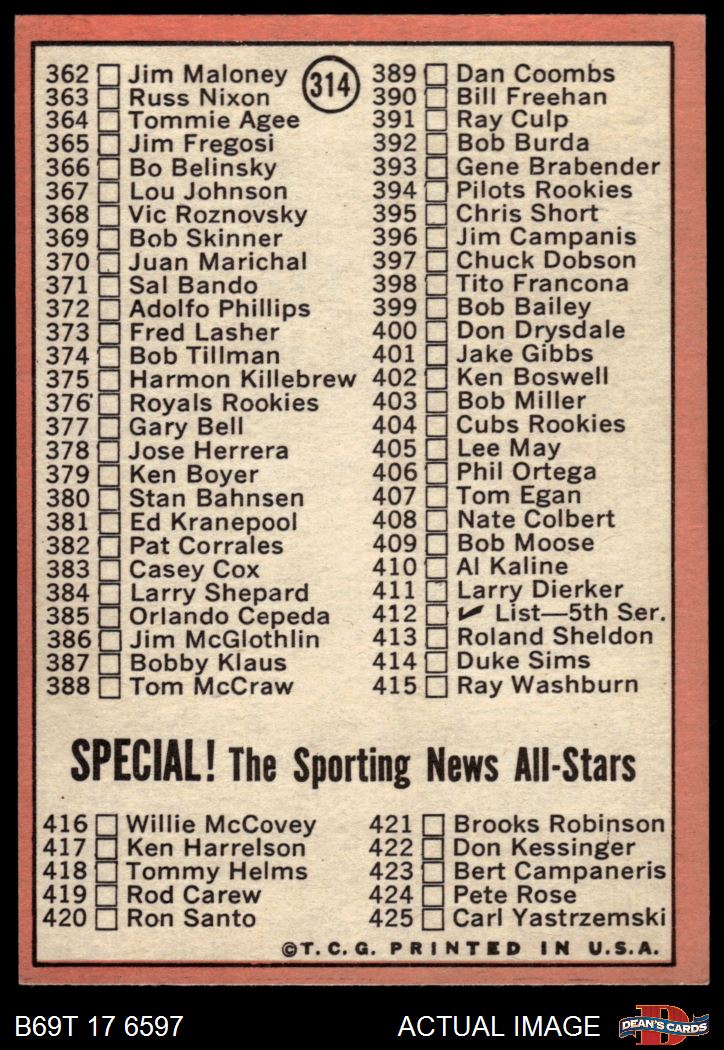 314
362 Jim Maloney
363 Russ Nixon
364 Tommie Agee
365 Jim Fregosi
366 Bo Belinsky
367 Lou Johnson
368 Vic Roznovsky
369 Bob Skinner
370 Juan Marichal
371 Sal Bando
372 Adolfo Phillips
373 Fred Lasher
374 Bob Tillman
375 Harmon Killebrew
376 Royals Rookies
377 Gary Bell
378 Jose Herrera
379 Ken Boyer
380 Stan Bahnsen
381 Ed Kranepool
382 Pat Corrales
383 Casey Cox
384 Larry Shepard
385 Orlando Cepeda
386 Jim McGlothlin
387 Bobby Klaus
388 Tom McCraw
389 Dan Coombs
390 Bill Freehan
391 Ray Culp
392 Bob Burda
393 Gene Brabender
394 Pilots Rookies
395 Chris Short
396 Jim Campanis
397 Chuck Dobson
398 Tito Francona
399 Bob Bailey
400 Don Drysdale
401 Jake Gibbs
402 Ken Boswell
403 Bob Miller
404 Cubs Rookies
405 Lee May
406 Phil Ortega
407 Tom Egan
408 Nate Colbert
409 Bob Moose
410 Al Kaline
411 Larry Dierker
412 ✔ List—5th Ser.
413 Roland Sheldon
414 Duke Sims
415 Ray Washburn
SPECIAL! The Sporting News All-Stars
416 Willie McCovey
417 Ken Harrelson
418 Tommy Helms
419 Rod Carew
420 Ron Santo
421 Brooks Robinson
422 Don Kessinger
423 Bert Campaneris
424 Pete Rose
425 Carl Yastrzemski
©T.C.G. PRINTED IN U.S.A.
B69T 17 6597
ACTUAL IMAGE
D
DEAN'S CARDS